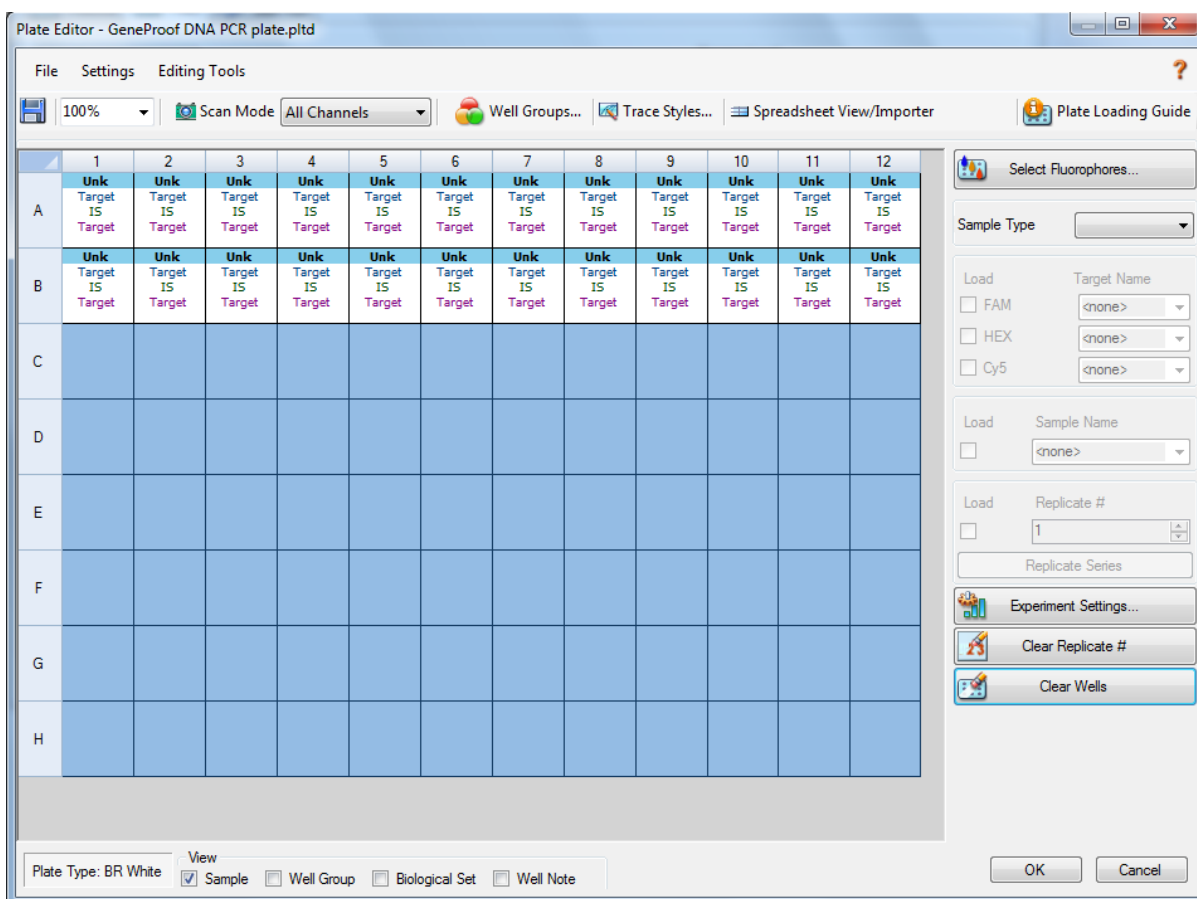 Plate Editor - GeneProof DNA PCR plate.pltd
File Settings Editing Tools ?
100% Scan Mode All Channels Well Groups... Trace Styles... Spreadsheet View/Importer Plate Loading Guide
1 2 3 4 5 6 7 8 9 10 11 12
Unk Unk Unk Unk Unk Unk Unk Unk Unk Unk Unk Unk
Target Target Target Target Target Target Target Target Target Target Target Target
A IS IS IS IS IS IS IS IS IS IS IS IS
Target Target Target Target Target Target Target Target Target Target Target Target
Unk Unk Unk Unk Unk Unk Unk Unk Unk Unk Unk Unk
Target Target Target Target Target Target Target Target Target Target Target Target
B IS IS IS IS IS IS IS IS IS IS IS IS
Target Target Target Target Target Target Target Target Target Target Target Target
C
D
E
F
G
H
Select Fluorophores...
Sample Type
Load Target Name
FAM <none>
HEX <none>
Cy5 <none>
Load Sample Name
<none>
Load Replicate #
1
Replicate Series
Experiment Settings...
Clear Replicate #
Clear Wells
Plate Type: BR White
View
Sample Well Group Biological Set Well Note
OK Cancel